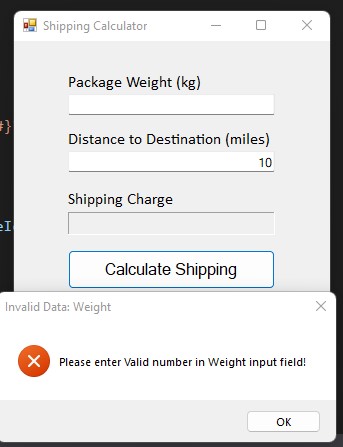 Shipping Calculator
Package Weight (kg)
#}
Distance to Destination (miles)
10
Shipping Charge
Calculate Shipping
Invalid Data: Weight
Please enter Valid number in Weight input field!
OK